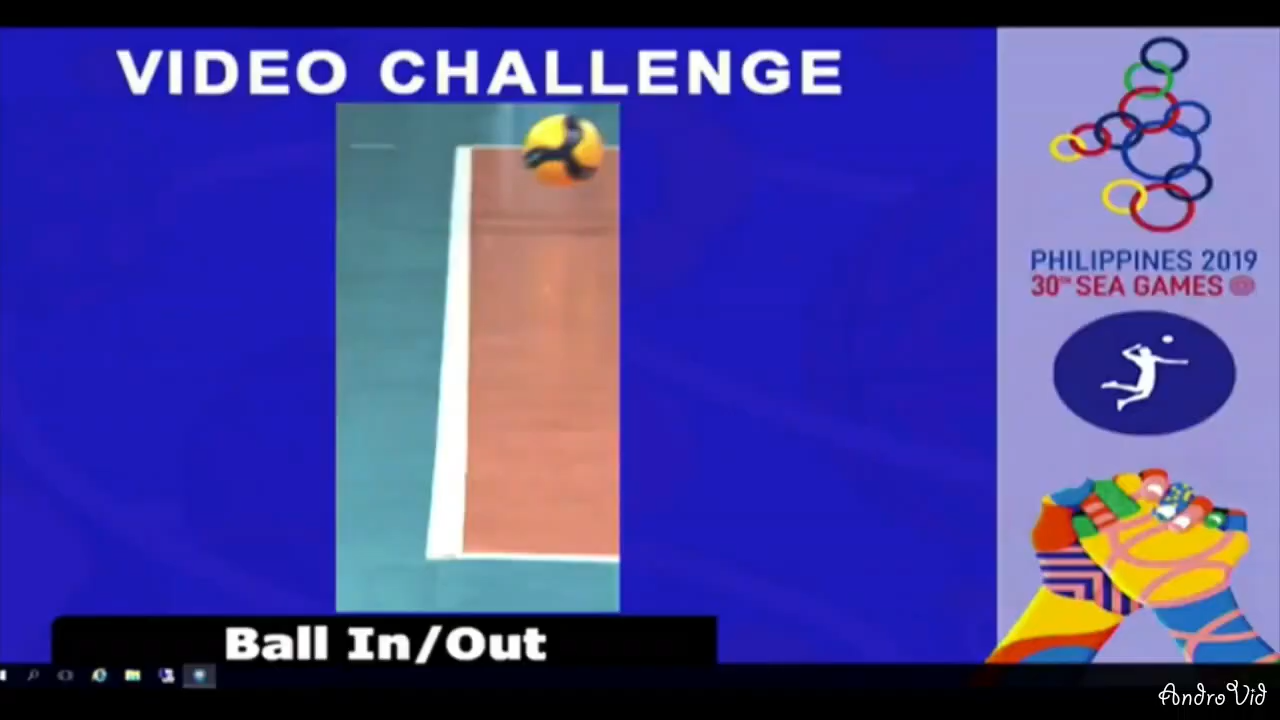 VIDEO CHALLENGE
PHILIPPINES 2019
30TH SEA GAMES
Ball In/Out
AndroVid